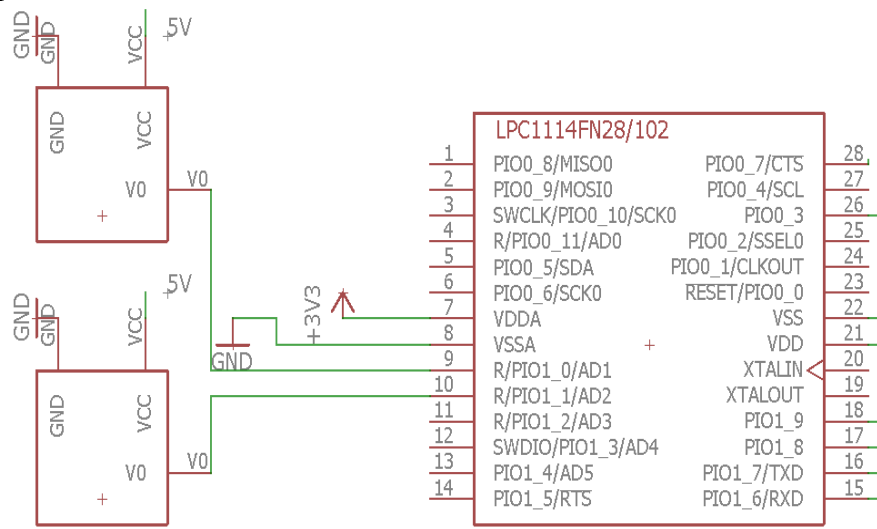 GND
GND
VCC
5V
GND
VCC
V0
V0
GND
GND
VCC
5V
GND
VCC
V0
V0
+3V3
GND
LPC1114FN28/102
1 PIO0_8/MISO0 PIO0_7/CTS 28
2 PIO0_9/MOSI0 PIO0_4/SCL 27
3 SWCLK/PIO0_10/SCK0 PIO0_3 26
4 R/PIO0_11/AD0 PIO0_2/SSEL0 25
5 PIO0_5/SDA PIO0_1/CLKOUT 24
6 PIO0_6/SCK0 RESET/PIO0_0 23
7 VDDA VSS 22
8 VSSA VDD 21
9 R/PIO1_0/AD1 XTALIN 20
10 R/PIO1_1/AD2 XTALOUT 19
11 R/PIO1_2/AD3 PIO1_9 18
12 SWDIO/PIO1_3/AD4 PIO1_8 17
13 PIO1_4/AD5 PIO1_7/TXD 16
14 PIO1_5/RTS PIO1_6/RXD 15